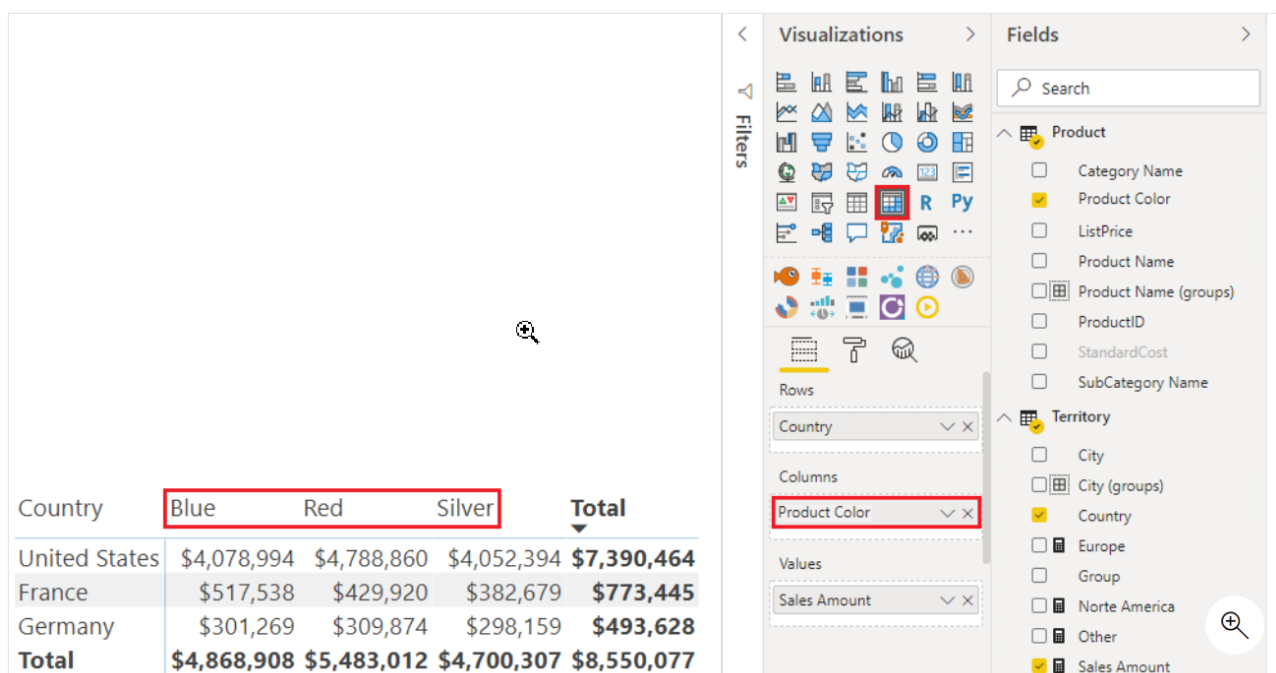 Visualizations
Fields
Search
Filters
Product
Category Name
Product Color
ListPrice
Product Name
Product Name (groups)
ProductID
StandardCost
SubCategory Name
Territory
City
City (groups)
Country
Europe
Group
Norte America
Other
Sales Amount
123
R
Py
Rows
Country
Columns
Product Color
Values
Sales Amount
Country Blue Red Silver Total
United States $4,078,994 $4,788,860 $4,052,394 $7,390,464
France $517,538 $429,920 $382,679 $773,445
Germany $301,269 $309,874 $298,159 $493,628
Total $4,868,908 $5,483,012 $4,700,307 $8,550,077